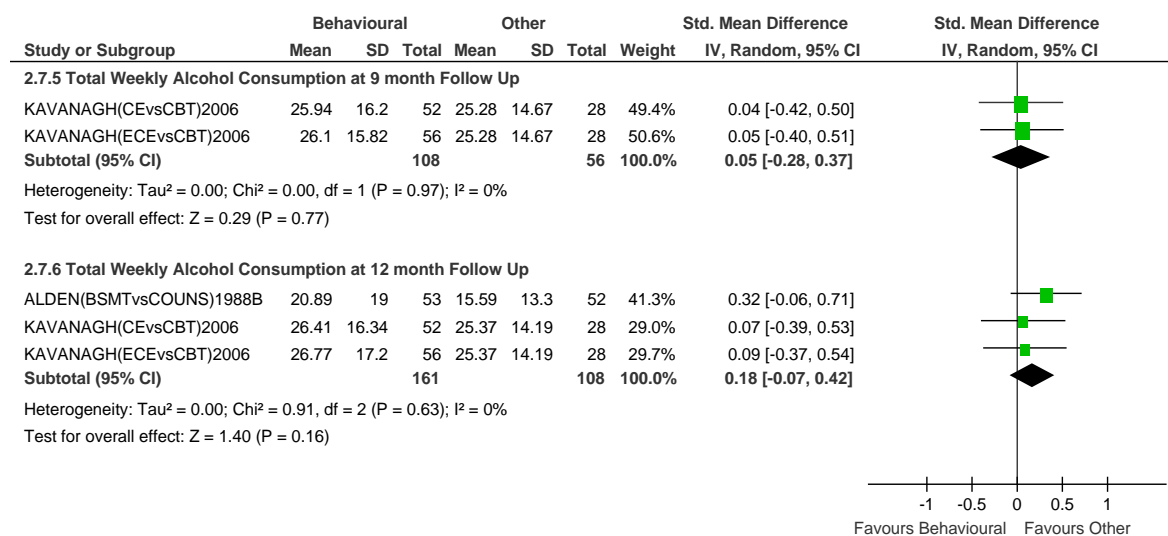 Behavioural Other Std. Mean Difference Std. Mean Difference
Study or Subgroup Mean SD Total Mean SD Total Weight IV, Random, 95% CI IV, Random, 95% CI
2.7.5 Total Weekly Alcohol Consumption at 9 month Follow Up
KAVANAGH(CEvsCBT)2006 25.94 16.2 52 25.28 14.67 28 49.4% 0.04 [-0.42, 0.50]
KAVANAGH(ECEvsCBT)2006 26.1 15.82 56 25.28 14.67 28 50.6% 0.05 [-0.40, 0.51]
Subtotal (95% CI) 108 56 100.0% 0.05 [-0.28, 0.37]
Heterogeneity: Tau² = 0.00; Chi² = 0.00, df = 1 (P = 0.97); I² = 0%
Test for overall effect: Z = 0.29 (P = 0.77)
2.7.6 Total Weekly Alcohol Consumption at 12 month Follow Up
ALDEN(BSMTvsCOUNS)1988B 20.89 19 53 15.59 13.3 52 41.3% 0.32 [-0.06, 0.71]
KAVANAGH(CEvsCBT)2006 26.41 16.34 52 25.37 14.19 28 29.0% 0.07 [-0.39, 0.53]
KAVANAGH(ECEvsCBT)2006 26.77 17.2 56 25.37 14.19 28 29.7% 0.09 [-0.37, 0.54]
Subtotal (95% CI) 161 108 100.0% 0.18 [-0.07, 0.42]
Heterogeneity: Tau² = 0.00; Chi² = 0.91, df = 2 (P = 0.63); I² = 0%
Test for overall effect: Z = 1.40 (P = 0.16)
-1 -0.5 0 0.5 1
Favours Behavioural Favours Other